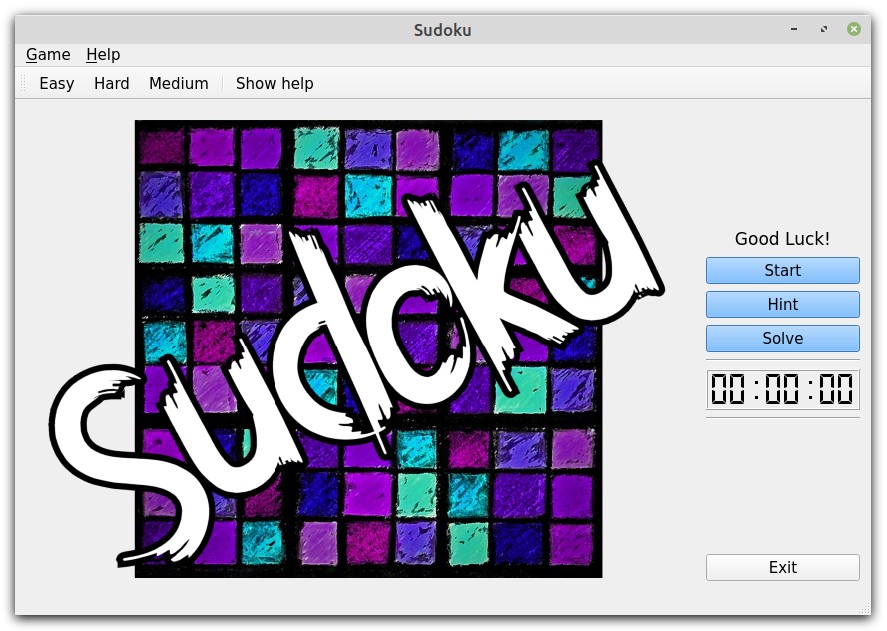 Sudoku
Game Help
Easy Hard Medium Show help
Sudoku
Good Luck!
Start
Hint
Solve
00:00:00
Exit